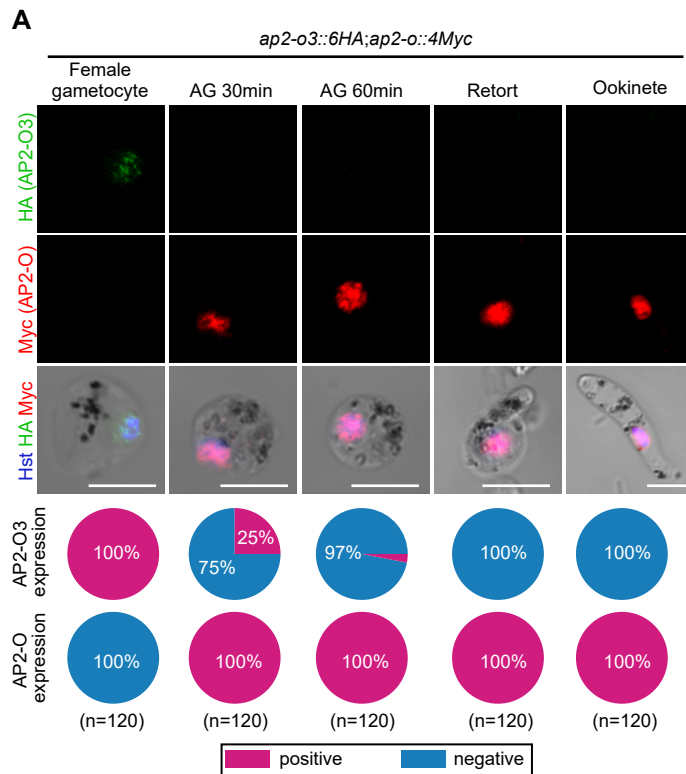 A
ap2-o3::6HA;ap2-o::4Myc
Female
gametocyte
AG 30min
AG 60min
Retort
Ookinete
HA (AP2-O3)
Myc (AP2-O)
Hst HA Myc
AP2-O3
expression
100%
25%
75%
97%
100%
100%
AP2-O
expression
100%
100%
100%
100%
100%
(n=120)
(n=120)
(n=120)
(n=120)
(n=120)
positive
negative